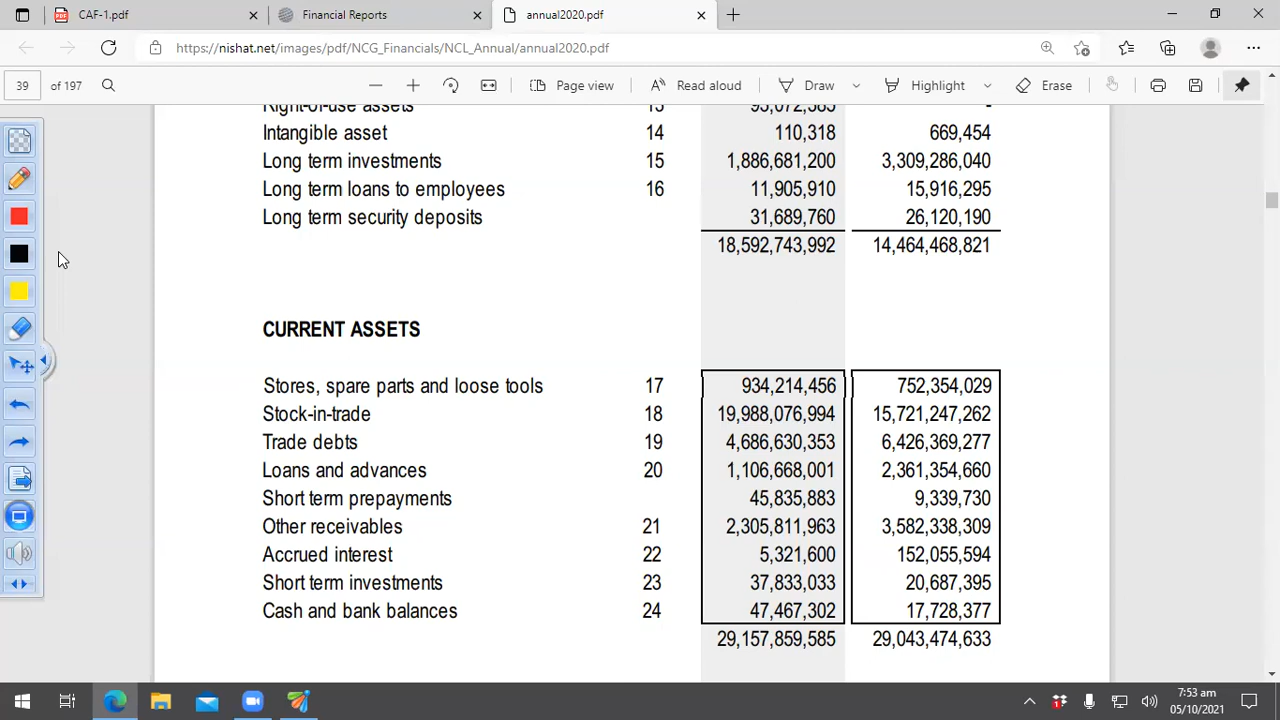 CAF-1.pdf
Financial Reports
annual2020.pdf
https://nishat.net/images/pdf/NCG_Financials/NCL_Annual/annual2020.pdf
39 of 197 Page view Read aloud Draw Highlight Erase
Right-of-use assets 13 93,072,385 -
Intangible asset 14 110,318 669,454
Long term investments 15 1,886,681,200 3,309,286,040
Long term loans to employees 16 11,905,910 15,916,295
Long term security deposits 31,689,760 26,120,190
18,592,743,992 14,464,468,821
CURRENT ASSETS
Stores, spare parts and loose tools 17 934,214,456 752,354,029
Stock-in-trade 18 19,988,076,994 15,721,247,262
Trade debts 19 4,686,630,353 6,426,369,277
Loans and advances 20 1,106,668,001 2,361,354,660
Short term prepayments 45,835,883 9,339,730
Other receivables 21 2,305,811,963 3,582,338,309
Accrued interest 22 5,321,600 152,055,594
Short term investments 23 37,833,033 20,687,395
Cash and bank balances 24 47,467,302 17,728,377
29,157,859,585 29,043,474,633
7:53 am
05/10/2021